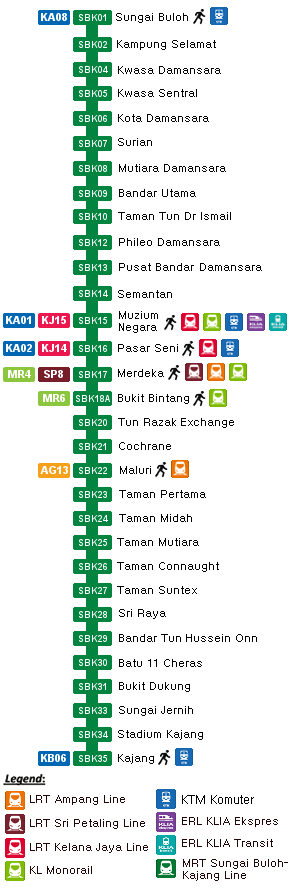 KA08 SBK01 Sungai Buloh
SBK02 Kampung Selamat
SBK04 Kwasa Damansara
SBK05 Kwasa Sentral
SBK06 Kota Damansara
SBK07 Surian
SBK08 Mutiara Damansara
SBK09 Bandar Utama
SBK10 Taman Tun Dr Ismail
SBK12 Phileo Damansara
SBK13 Pusat Bandar Damansara
SBK14 Semantan
KA01 KJ15 SBK15 Muzium
Negara
KA02 KJ14 SBK16 Pasar Seni
MR4 SP8 SBK17 Merdeka
MR6 SBK18A Bukit Bintang
SBK20 Tun Razak Exchange
SBK21 Cochrane
AG13 SBK22 Maluri
SBK23 Taman Pertama
SBK24 Taman Midah
SBK25 Taman Mutiara
SBK26 Taman Connaught
SBK27 Taman Suntex
SBK28 Sri Raya
SBK29 Bandar Tun Hussein Onn
SBK30 Batu 11 Cheras
SBK31 Bukit Dukung
SBK33 Sungai Jernih
SBK34 Stadium Kajang
KB06 SBK35 Kajang
Legend:
LRT Ampang Line
LRT Sri Petaling Line
LRT Kelana Jaya Line
KL Monorail
KTM Komuter
ERL KLIA Ekspres
ERL KLIA Transit
MRT Sungai Buloh-
Kajang Line